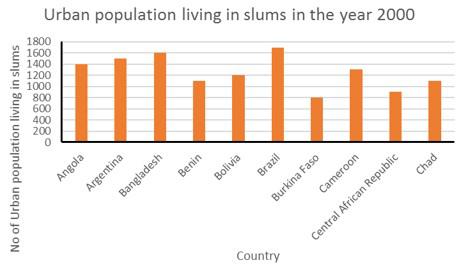 Urban population living in slums in the year 2000
No of Urban population living in slums
1800
1600
1400
1200
1000
800
600
400
200
0
Angola
Argentina
Bangladesh
Benin
Bolivia
Brazil
Burkina Faso
Cameroon
Central African Republic
Chad
Country